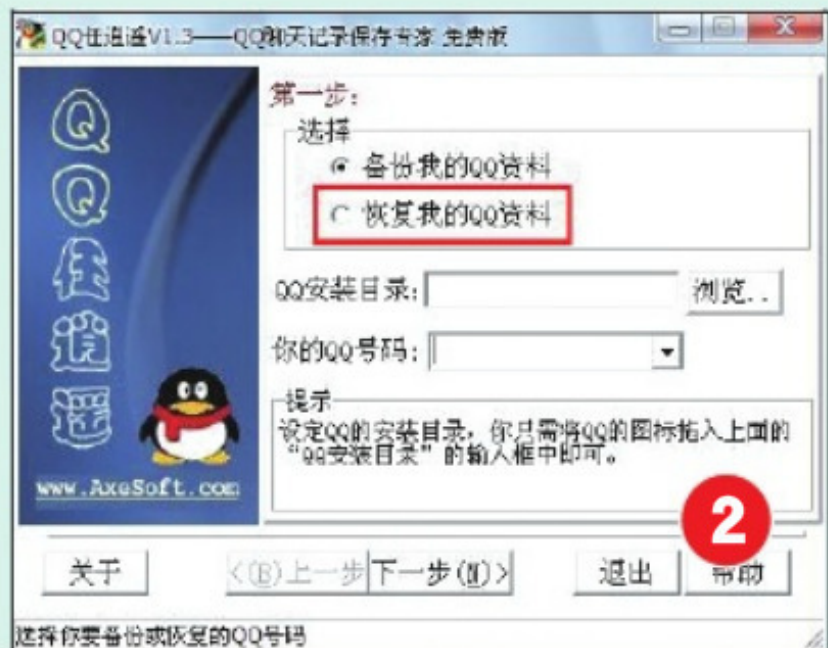 QQ任逍遥V1.3——QQ聊天记录保存专家 免费版
QQ任逍遥
www.AxeSoft.com
第一步:
选择
备份我的QQ资料
恢复我的QQ资料
QQ安装目录:
浏览..
你的QQ号码:
提示
设定QQ的安装目录，你只需将QQ的图标拖入上面的
“QQ安装目录”的输入框中即可。
2
关于
<(B)上一步
下一步(N)>
退出
帮助
选择你要备份或恢复的QQ号码